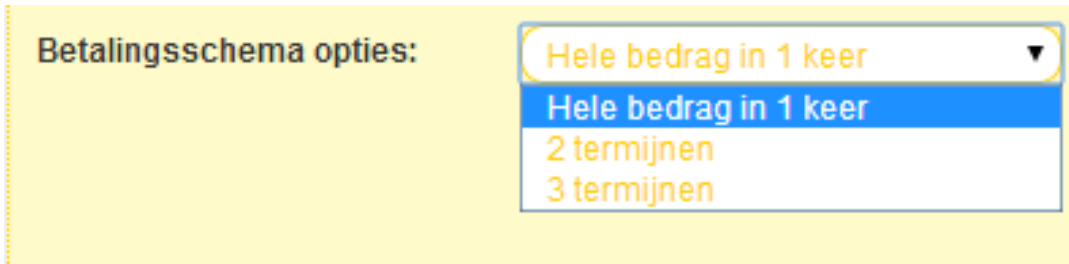 Betalingsschema opties: Hele bedrag in 1 keer
Hele bedrag in 1 keer
2 termijnen
3 termijnen